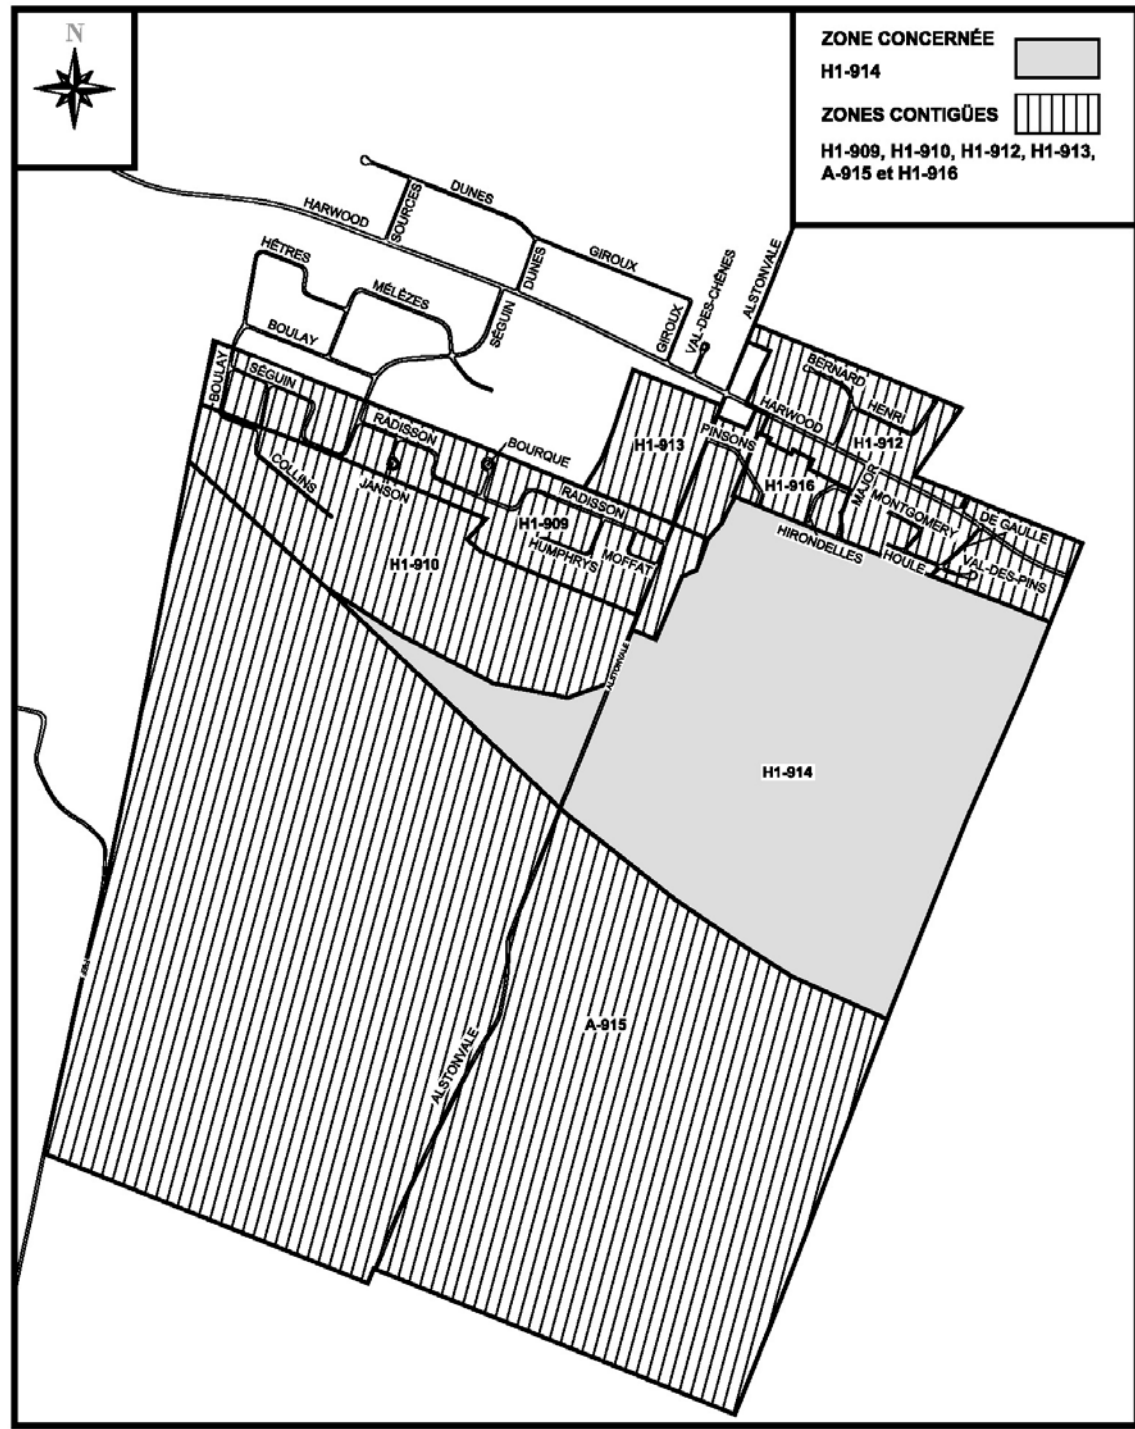 N
ZONE CONCERNÉE
H1-914
ZONES CONTIGÜES
H1-909, H1-910, H1-912, H1-913,
A-915 et H1-916
DUNES
SOURCES
HARWOOD
HÊTRES
DUNES
GIROUX
MÉLÈZES
VAL-DES-CHÊNES
ALSTONVALE
SÉGUIN
GIROUX
BOULAY
BOULAY
SÉGUIN
BERNARD
HENRI
HARWOOD
RADISSON
PINSONS
H1-913
H1-912
BOURQUE
COLLINS
JANSON
H1-916
MAJOR
RADISSON
MONTGOMERY
H1-909
DE GAULLE
HIRONDELLES
HUMPHRYS
MOFFAT
HOULE
VAL-DES-PINS
H1-910
ALSTONVALE
H1-914
A-915
ALSTONVALE